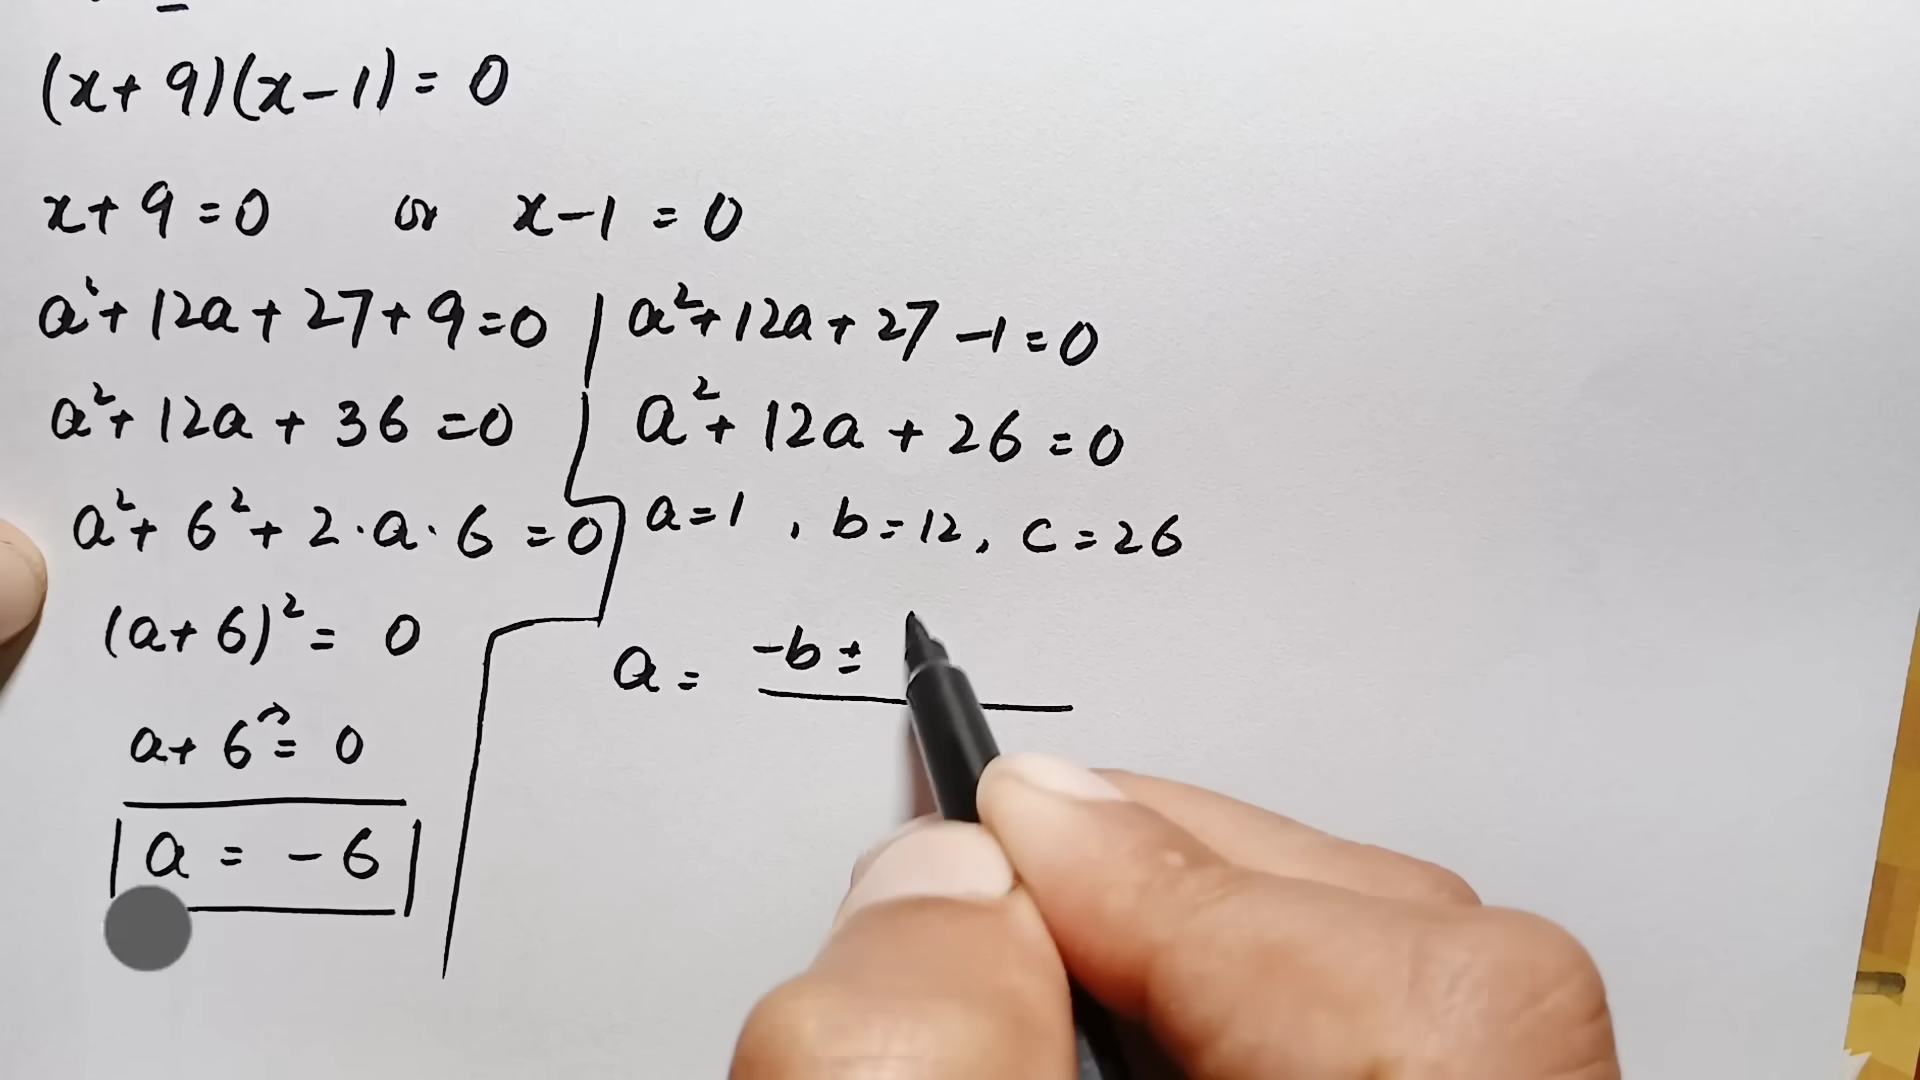 (x+9)(x-1)=0
x+9=0 or x-1=0
a²+12a+27+9=0
a²+12a+36=0
a²+6²+2·a·6=0
(a+6)²=0
a+6=0
a=-6
a²+12a+27-1=0
a²+12a+26=0
a=1, b=12, c=26
a= -b±